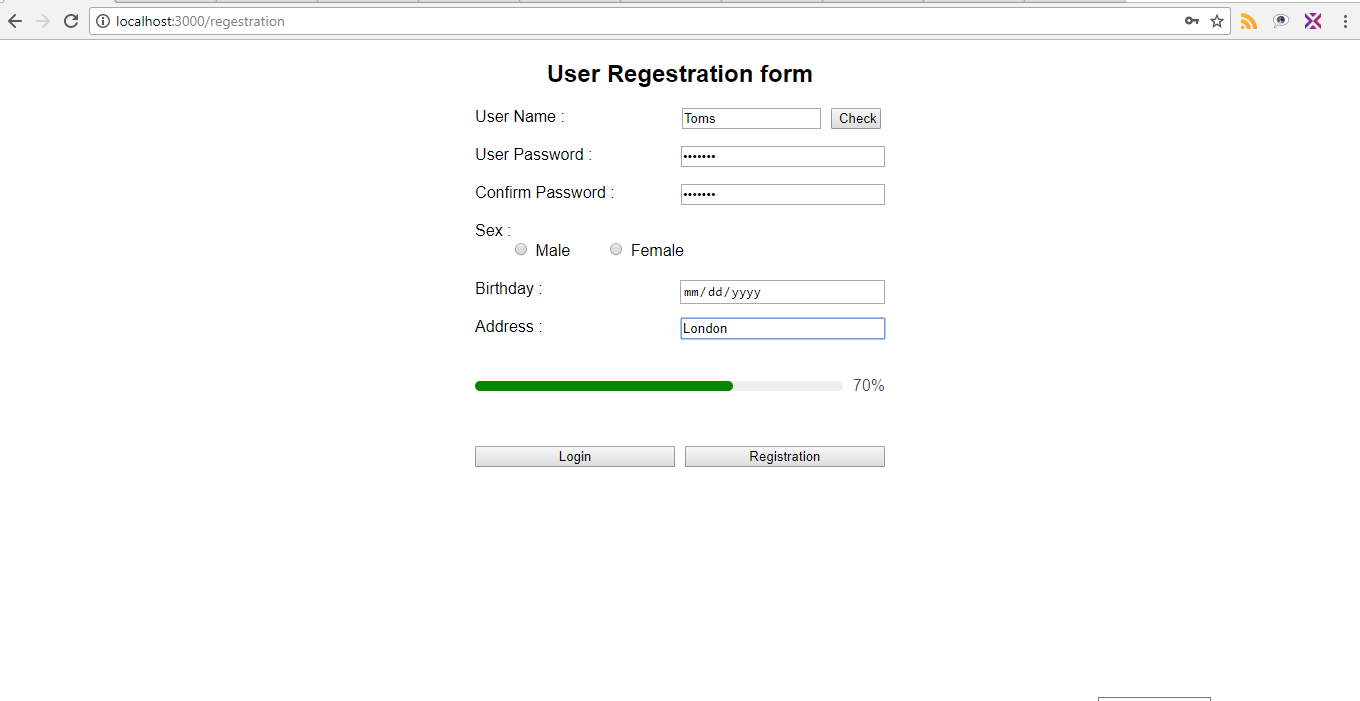 localhost:3000/regestration
User Regestration form
User Name : Toms Check
User Password : •••••••
Confirm Password : •••••••
Sex :
Male Female
Birthday : mm/dd/yyyy
Address : London
70%
Login Registration